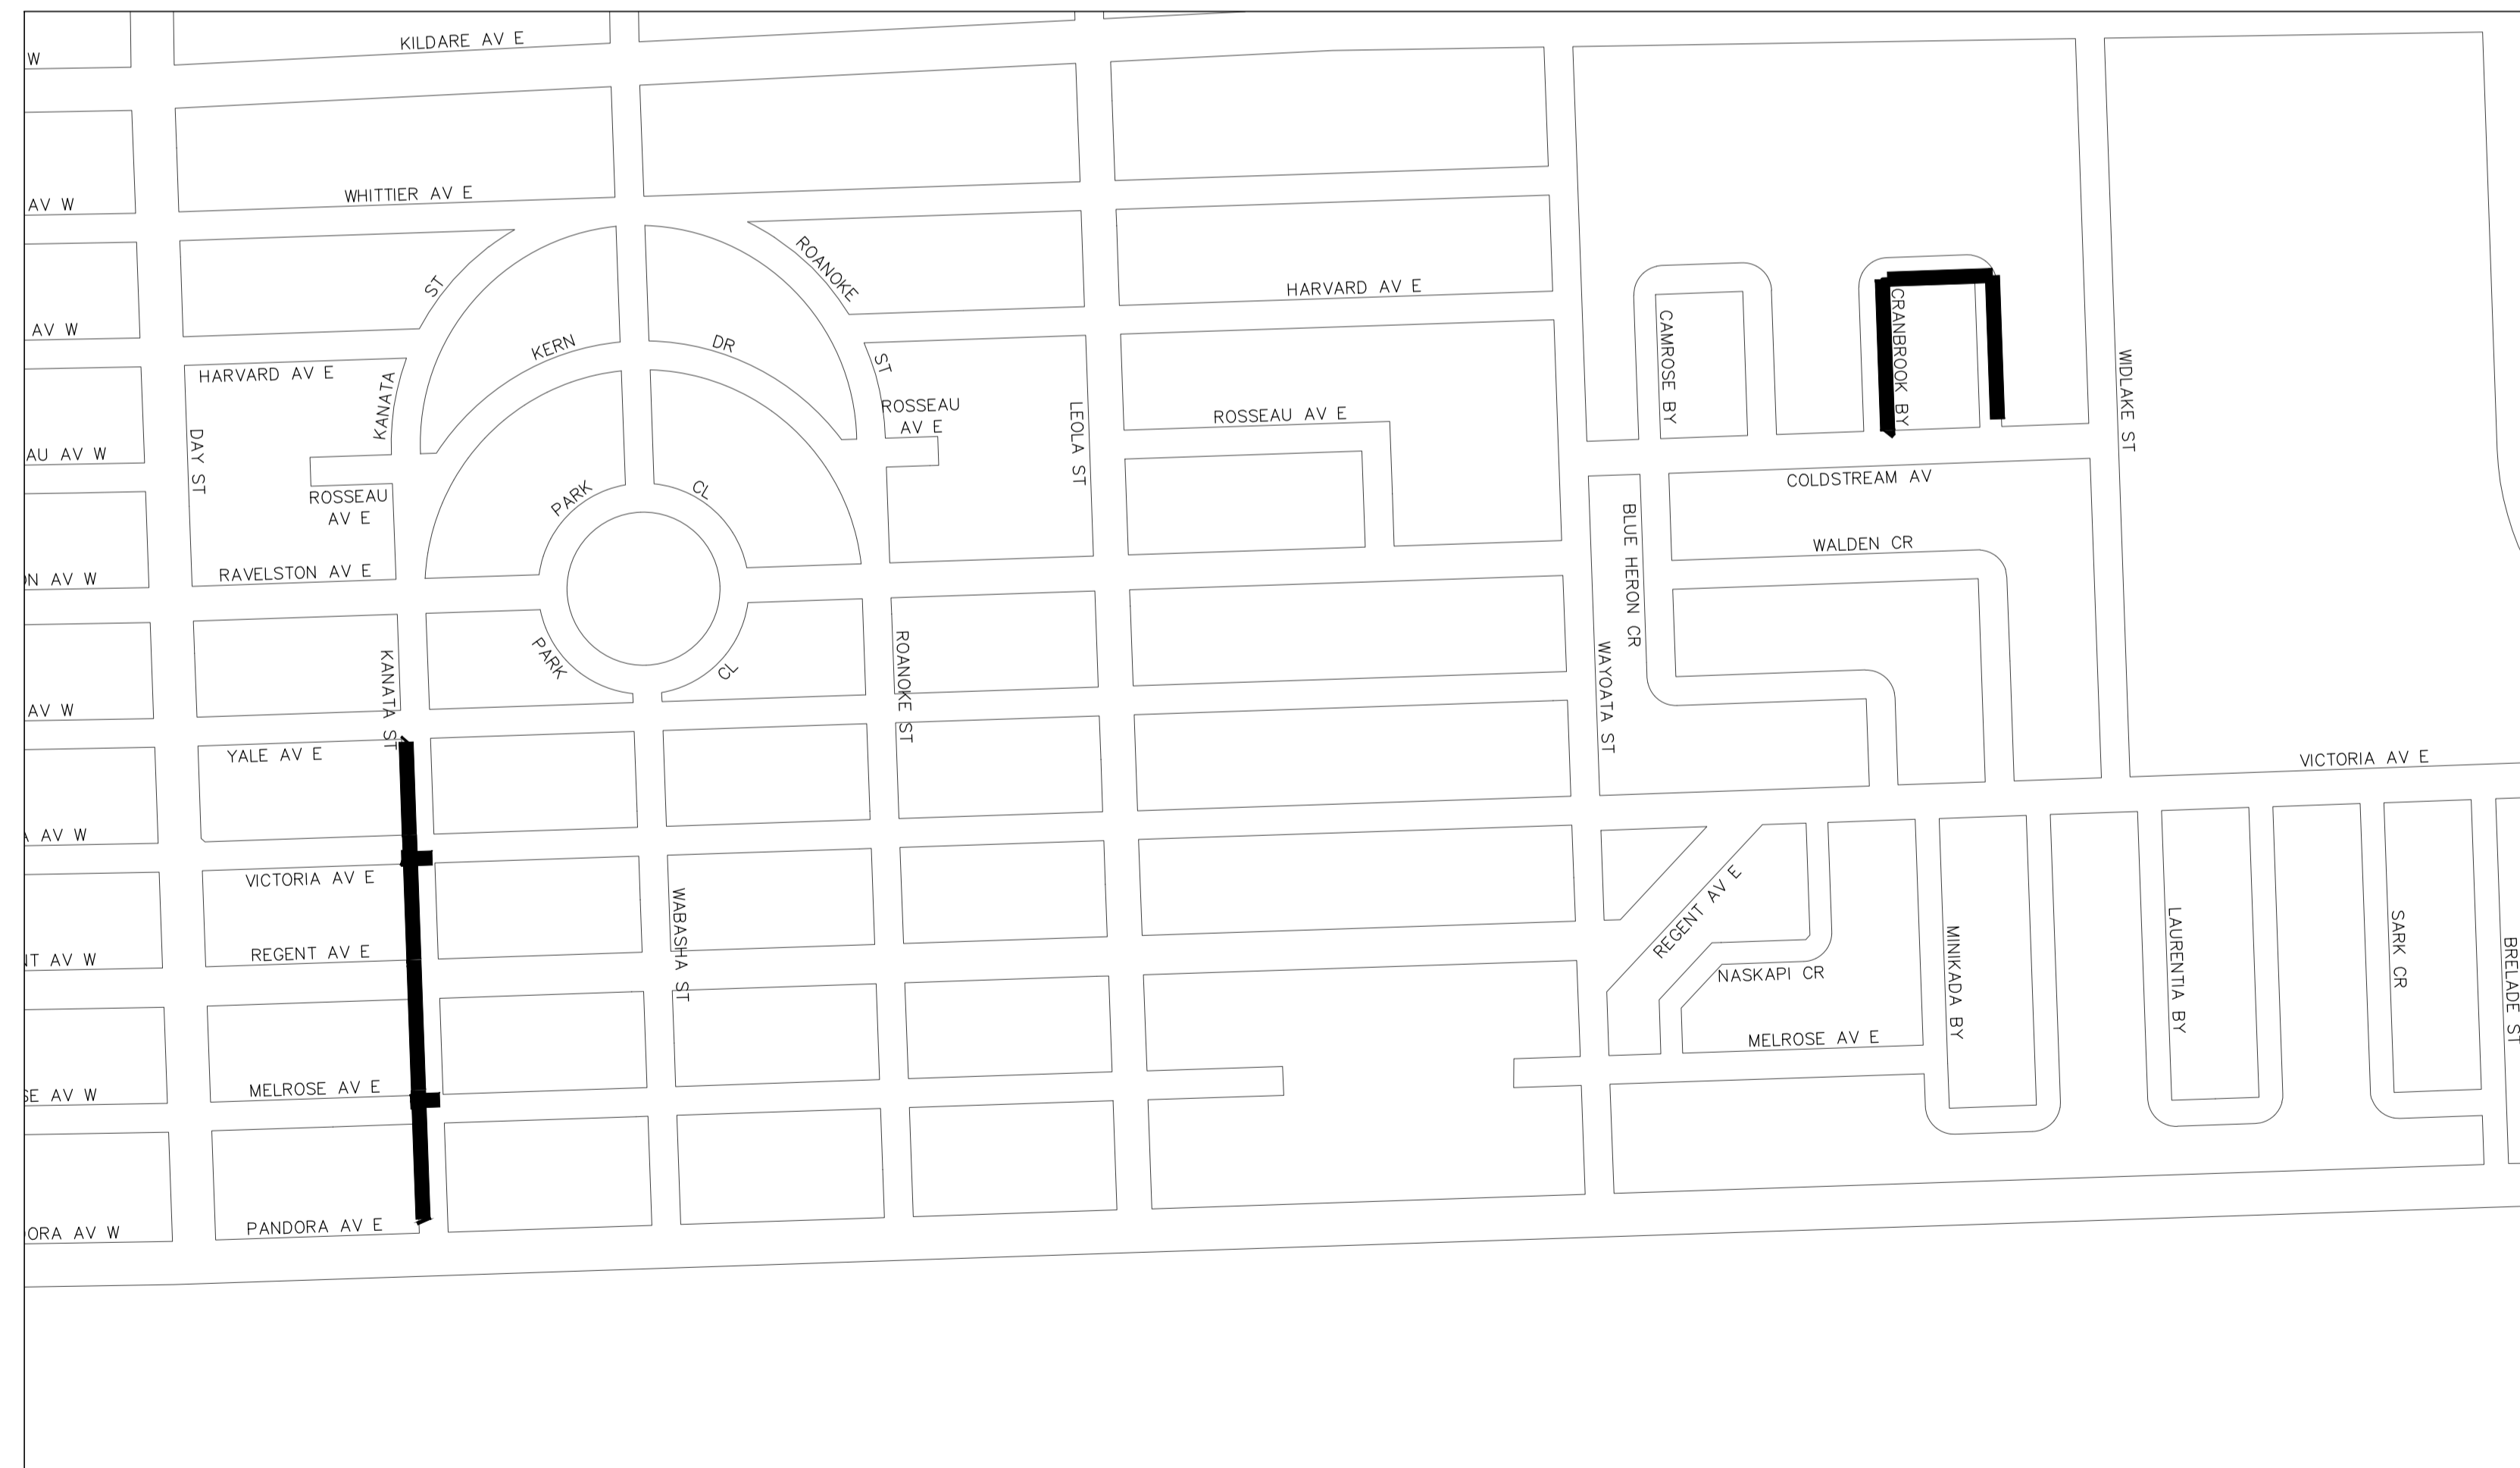 KILDARE AV E
W
WHITTIER AV E
AV W
ROANOKE
ST
HARVARD AV E
AV W
KERN
DR
ST
CAMROSE BY
CRANBROOK BY
HARVARD AV E
KANATA
WIDLAKE ST
ROSSEAU
AV E
LEOLA ST
ROSSEAU AV E
DAY ST
AU AV W
COLDSTREAM AV
PARK
CL
ROSSEAU
AV E
BLUE HERON CR
WALDEN CR
RAVELSTON AV E
N AV W
PARK
CL
KANATA ST
ROANOKE ST
WAYOATA ST
AV W
YALE AV E
VICTORIA AV E
AV W
VICTORIA AV E
WABASHA ST
REGENT AV E
REGENT AV E
T AV W
NASKAPI CR
MINIKADA BY
LAURENTIA BY
SARK CR
BRELADE ST
MELROSE AV E
MELROSE AV E
SE AV W
PANDORA AV E
ORA AV W